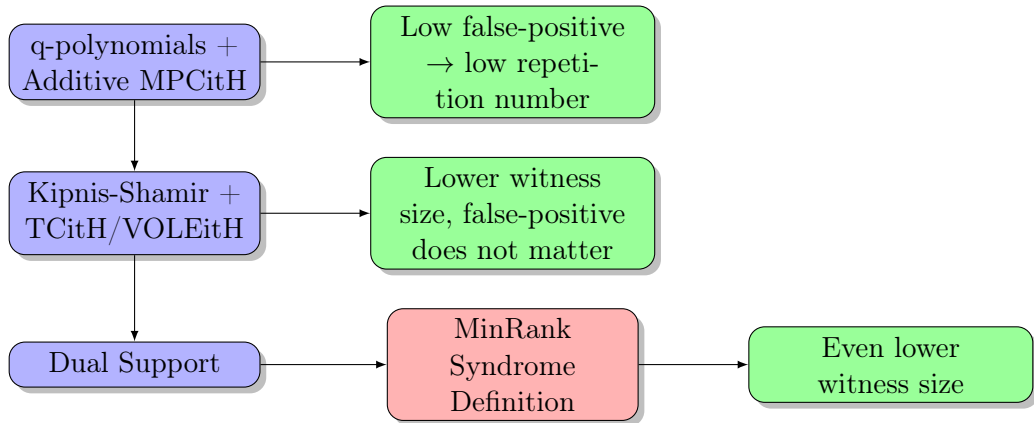 q-polynomials +
Additive MPCitH
Low false-positive
→ low repeti-
tion number
Kipnis-Shamir +
TCitH/VOLEitH
Lower witness
size, false-positive
does not matter
Dual Support
MinRank
Syndrome
Definition
Even lower
witness size